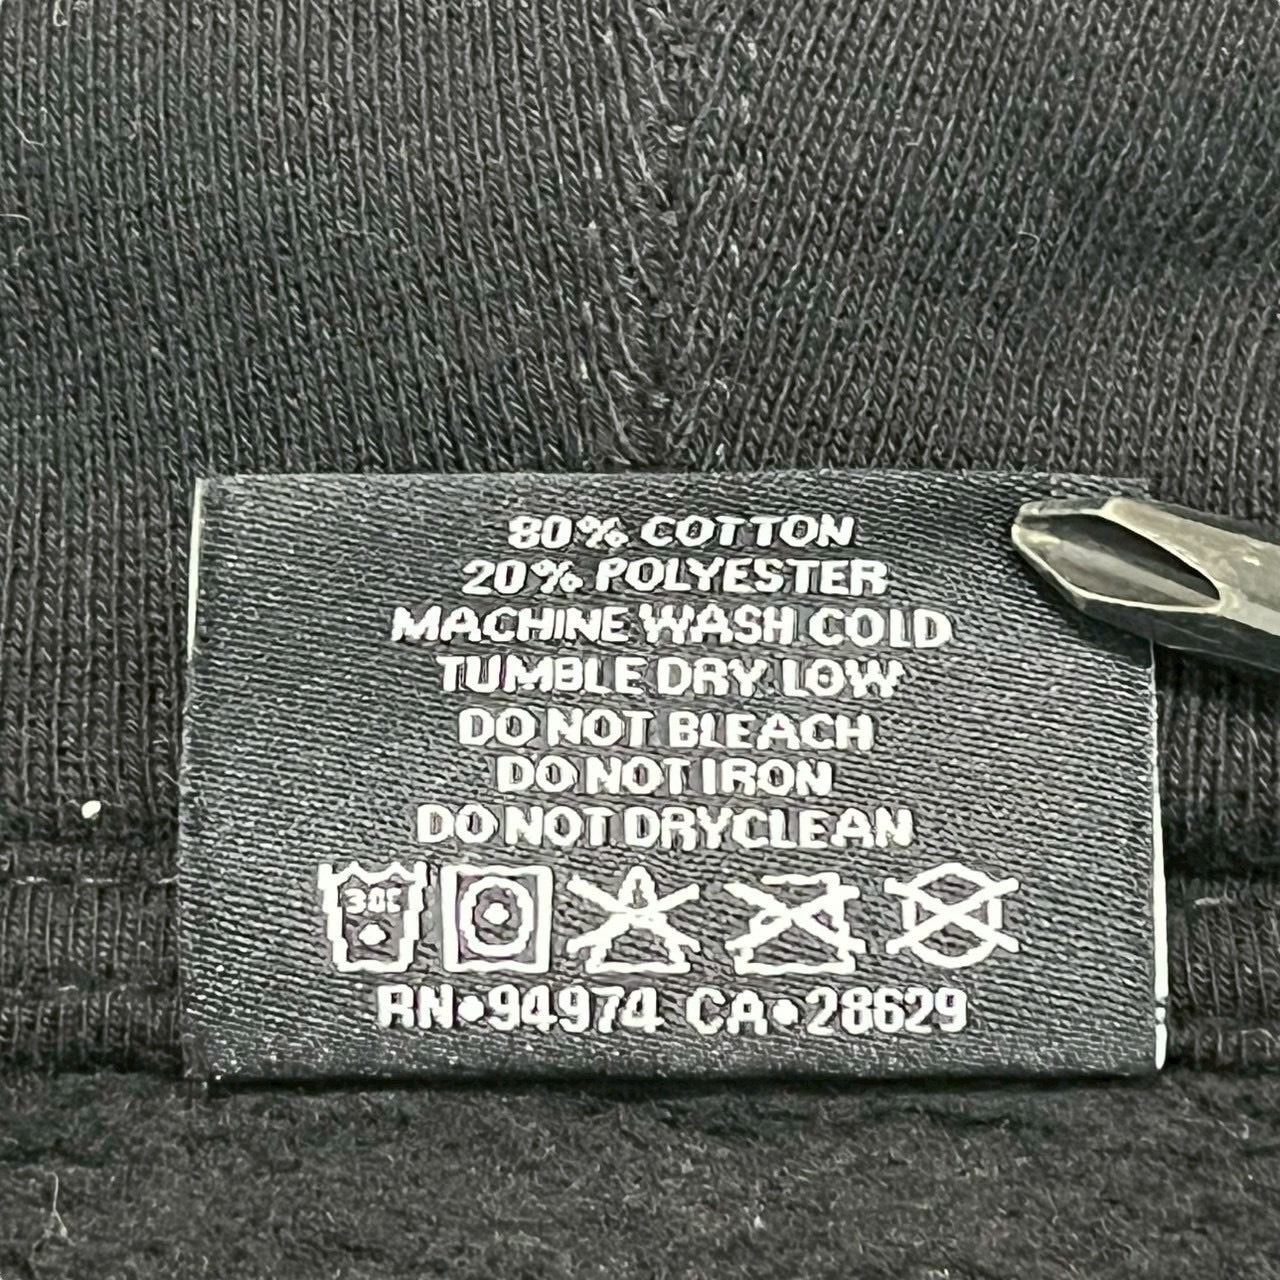 80% COTTON
20% POLYESTER
MACHINE WASH COLD
TUMBLE DRY LOW
DO NOT BLEACH
DO NOT IRON
DO NOT DRYCLEAN
30C
RN•94974 CA•28629